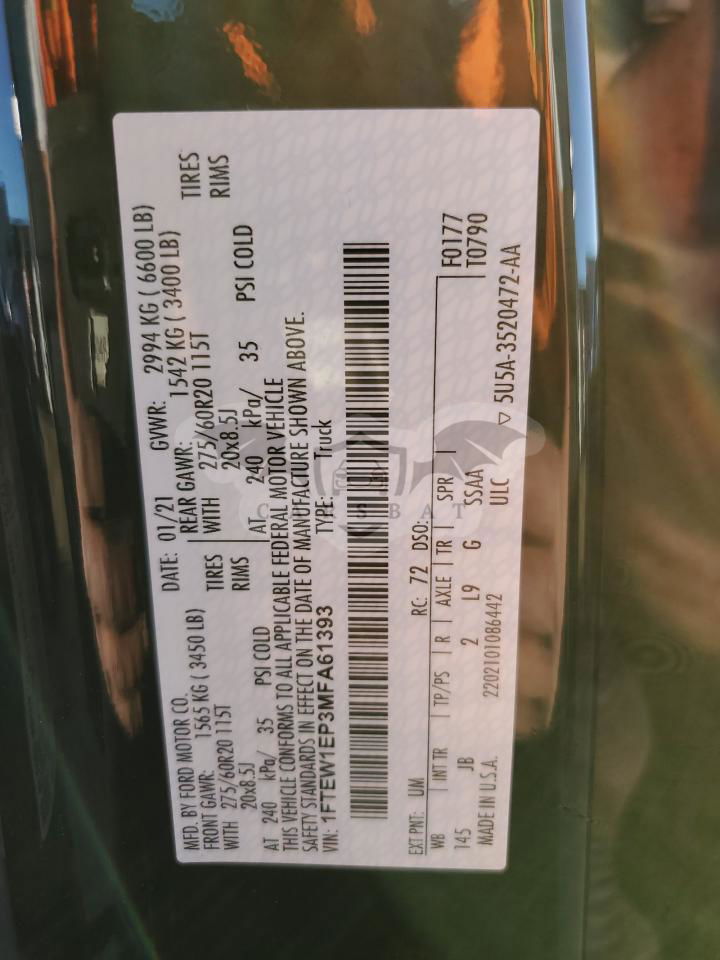 MFD. BY FORD MOTOR CO.
DATE: 01/21
GVWR: 2994 KG ( 6600 LB)
FRONT GAWR: 1565 KG ( 3450 LB)
REAR GAWR: 1542 KG ( 3400 LB)
WITH 275/60R20 115T TIRES
WITH 275/60R20 115T TIRES
20x8.5J RIMS
20x8.5J RIMS
AT 240 kPa/ 35 PSI COLD
AT 240 kPa/ 35 PSI COLD
THIS VEHICLE CONFORMS TO ALL APPLICABLE FEDERAL MOTOR VEHICLE
SAFETY STANDARDS IN EFFECT ON THE DATE OF MANUFACTURE SHOWN ABOVE.
VIN: 1FTEW1EP3MFA61393
TYPE: Truck
EXT PNT: UM RC: 72 DSO: F0177
WB INT TR TP/PS R AXLE TR SPR T0790
145 JB 2 L9 G SSAA
MADE IN U.S.A. 2202101086442 ULC ▽ 5U5A-3520472-AA